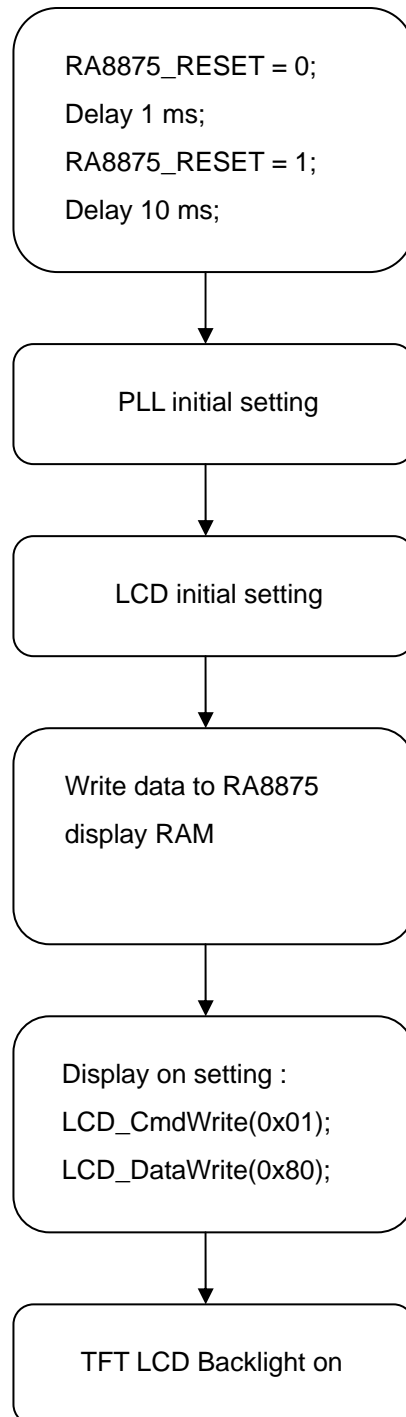 RA8875_RESET = 0;
Delay 1 ms;
RA8875_RESET = 1;
Delay 10 ms;
PLL initial setting
LCD initial setting
Write data to RA8875
display RAM
Display on setting :
LCD_CmdWrite(0x01);
LCD_DataWrite(0x80);
TFT LCD Backlight on